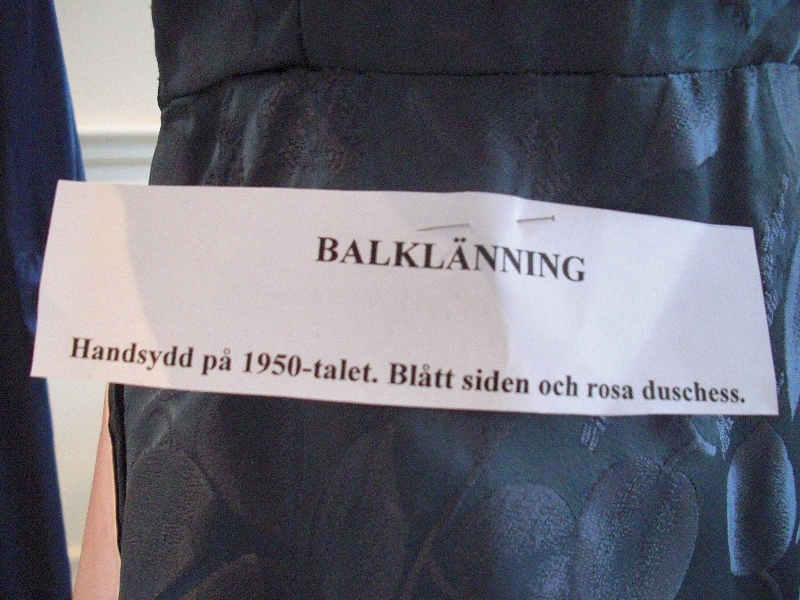 BALKLÄNNING
Handsydd på 1950-talet. Blått siden och rosa duschess.